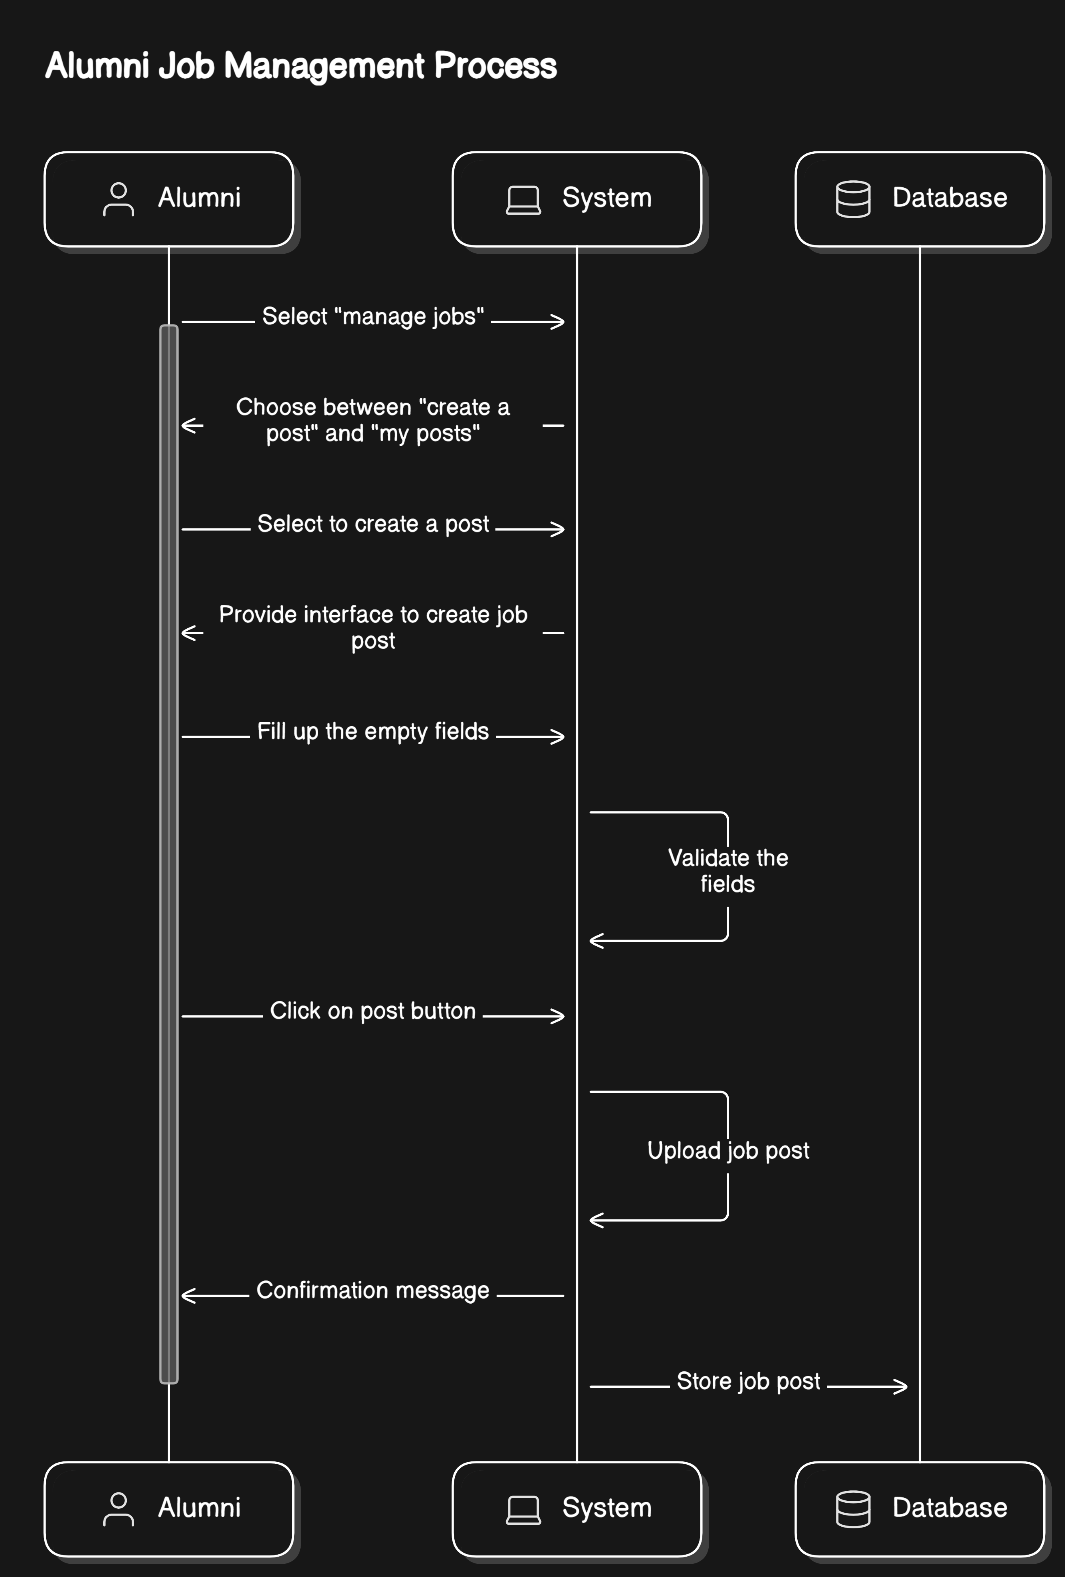 Alumni Job Management Process
Alumni
System
Database
Select "manage jobs"
Choose between "create a
post" and "my posts"
Select to create a post
Provide interface to create job
post
Fill up the empty fields
Validate the
fields
Click on post button
Upload job post
Confirmation message
Store job post
Alumni
System
Database